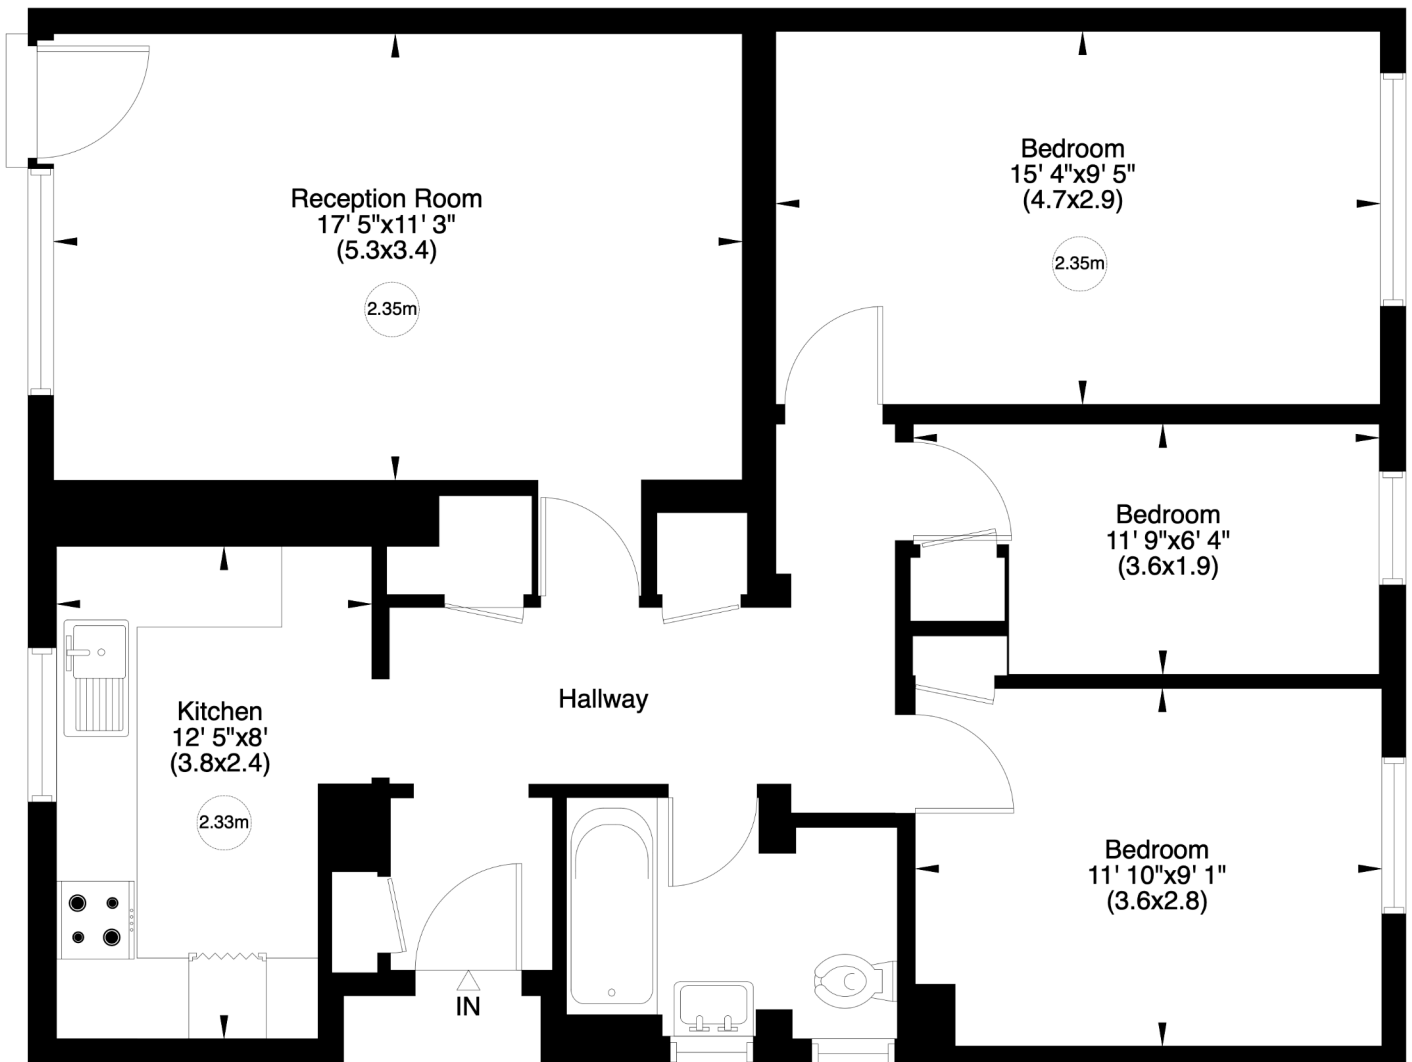 Reception Room
17' 5"x11' 3"
(5.3x3.4)
2.35m
Bedroom
15' 4"x9' 5"
(4.7x2.9)
2.35m
Bedroom
11' 9"x6' 4"
(3.6x1.9)
Hallway
Kitchen
12' 5"x8'
(3.8x2.4)
2.33m
Bedroom
11' 10"x9' 1"
(3.6x2.8)
IN